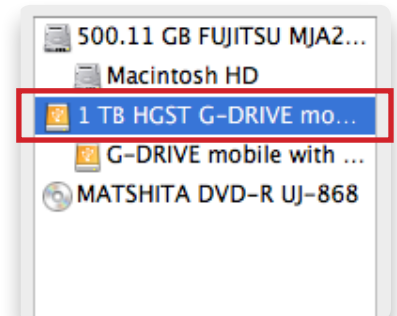 500.11 GB FUJITSU MJA2...
Macintosh HD
1 TB HGST G-DRIVE mo...
G-DRIVE mobile with ...
MATSHITA DVD-R UJ-868